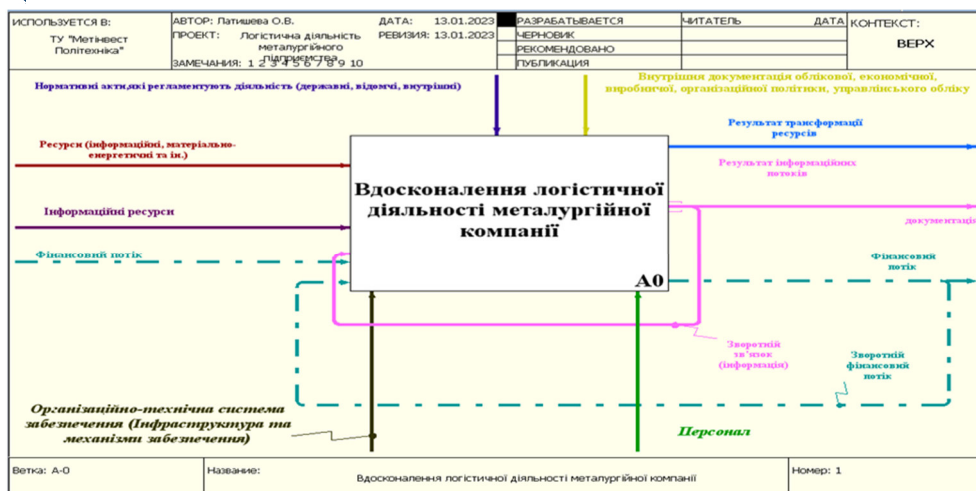 ИСПОЛЬЗУЕТСЯ В:
ТУ "Метінвест
Політехніка"
АВТОР: Латишева О.В.
ДАТА: 13.01.2023
ПРОЕКТ: Логістична діяльність
металургійного
підприємства
РЕВИЗИЯ: 13.01.2023
ЗАМЕЧАНИЯ: 1 2 3 4 5 6 7 8 9 10
РАЗРАБАТЫВАЕТСЯ
ЧЕРНОВИК
РЕКОМЕНДОВАНО
ПУБЛИКАЦИЯ
ЧИТАТЕЛЬ
ДАТА
КОНТЕКСТ:
ВЕРХ
Нормативні акти,які регламентують діяльність (державні, відомчі, внутрішні)
Внутрішня документація облікової, економічної,
виробничої, організаційної політики, управлінського обліку
Ресурси (інформаційні, матеріально-
енергетичні та ін.)
Інформаційні ресурси
Фінансовий потік
Вдосконалення логістичної
діяльності металургійної
компанії
A0
Результат трансформації
ресурсів
Результат інформаційних
потоків
документація
Фінансовий
потік
Зворотній
зв'язок
(інформація)
Зворотній
фінансовий
потік
Організаційно-технічна система
забезпечення (Інфраструктура та
механізми забезпечення)
Персонал
Ветка: A-0
Название:
Вдосконалення логістичної діяльності металургійної компанії
Номер: 1